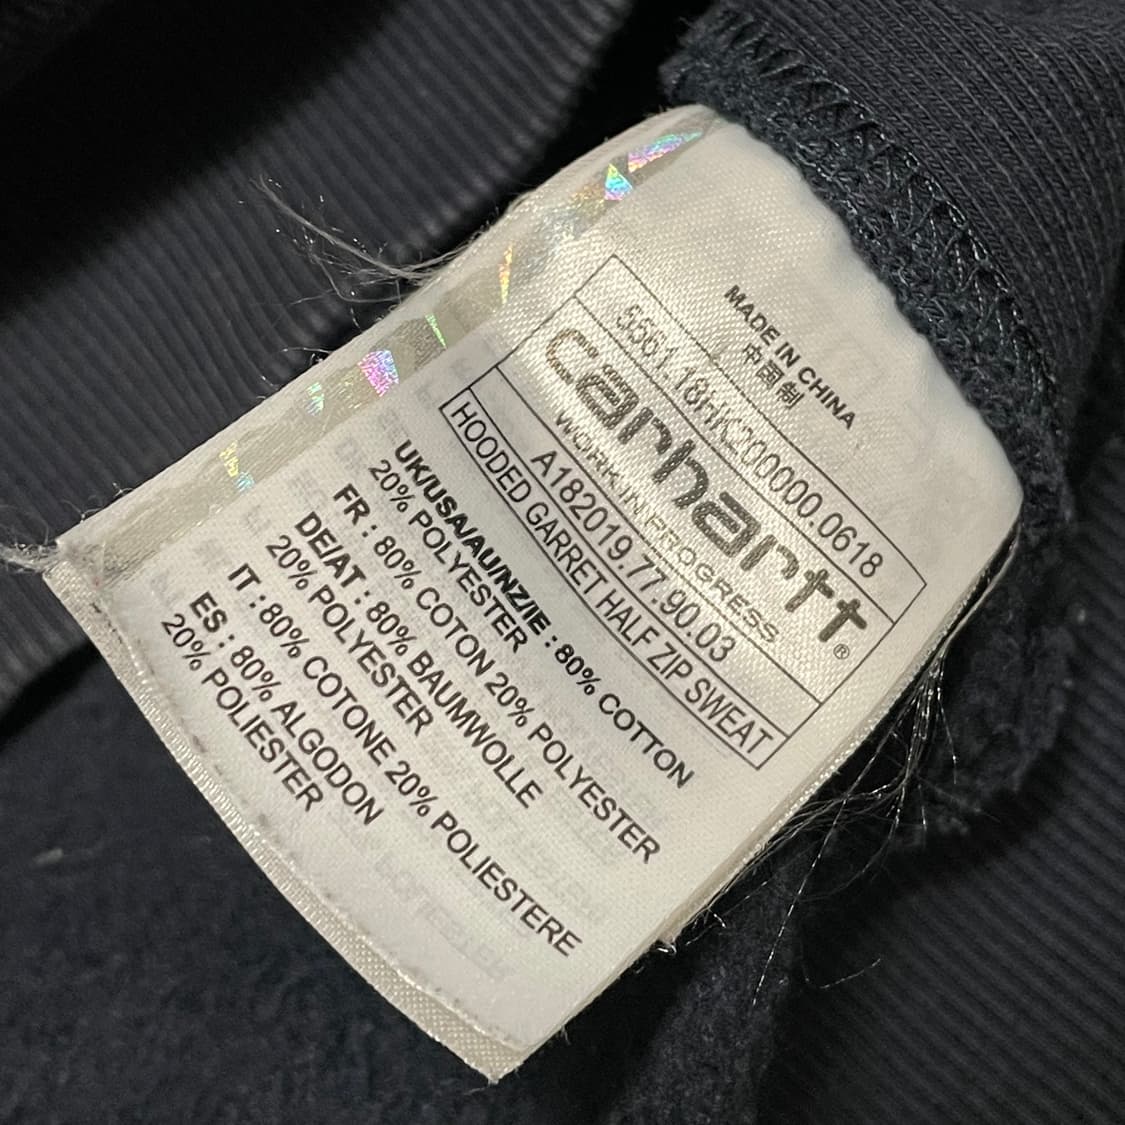 MADE IN CHINA
中国制
5561.18HK200000.0618
carhartt®
WORK IN PROGRESS
A182019.77.90.03
HOODED GARRET HALF ZIP SWEAT
UK/USA/AU/NZ/IE : 80% COTTON
20% POLYESTER
FR : 80% COTON 20% POLYESTER
DE/AT : 80% BAUMWOLLE
20% POLYESTER
IT : 80% COTONE 20% POLIESTERE
ES : 80% ALGODON
20% POLIESTER